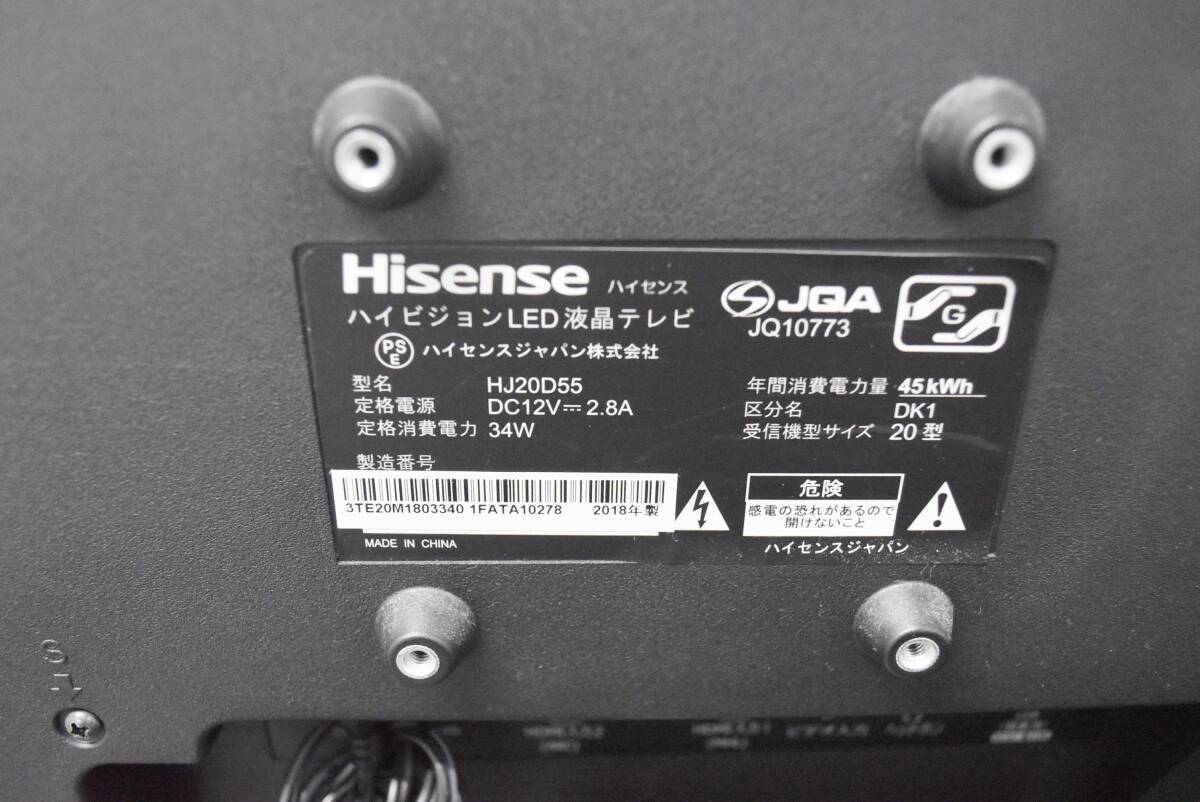 Hisense ハイセンス
ハイビジョンLED液晶テレビ
PSE ハイセンスジャパン株式会社
JQA
JQ10773
G
型名 HJ20D55
定格電源 DC12V⎓2.8A
定格消費電力 34W
年間消費電力量 45kWh
区分名 DK1
受信機型サイズ 20型
製造番号
3TE20M1803340 1FATA10278 2018年製
MADE IN CHINA
危険
感電の恐れがあるので
開けないこと
ハイセンスジャパン
ビデオ入力